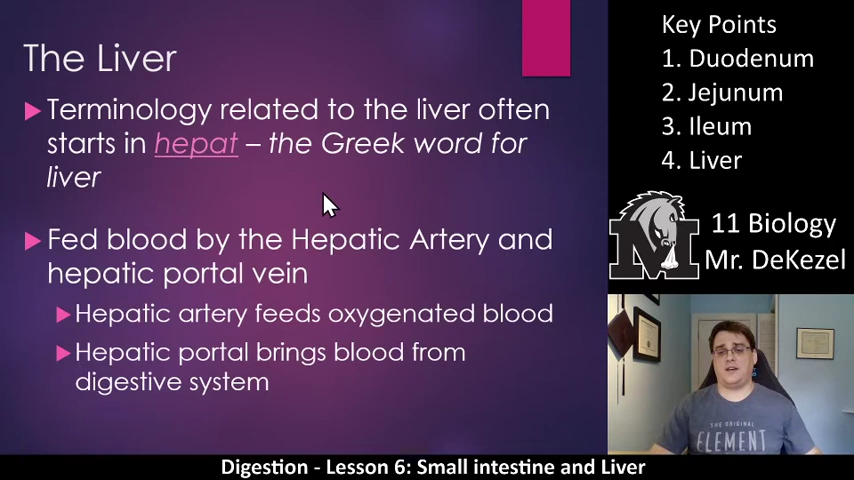 The Liver
Terminology related to the liver often
starts in hepat – the Greek word for
liver
Fed blood by the Hepatic Artery and
hepatic portal vein
Hepatic artery feeds oxygenated blood
Hepatic portal brings blood from
digestive system
Key Points
1. Duodenum
2. Jejunum
3. Ileum
4. Liver
M
11 Biology
Mr. DeKezel
THE ORIGINAL
ELEMENT
Digestion - Lesson 6: Small intestine and Liver